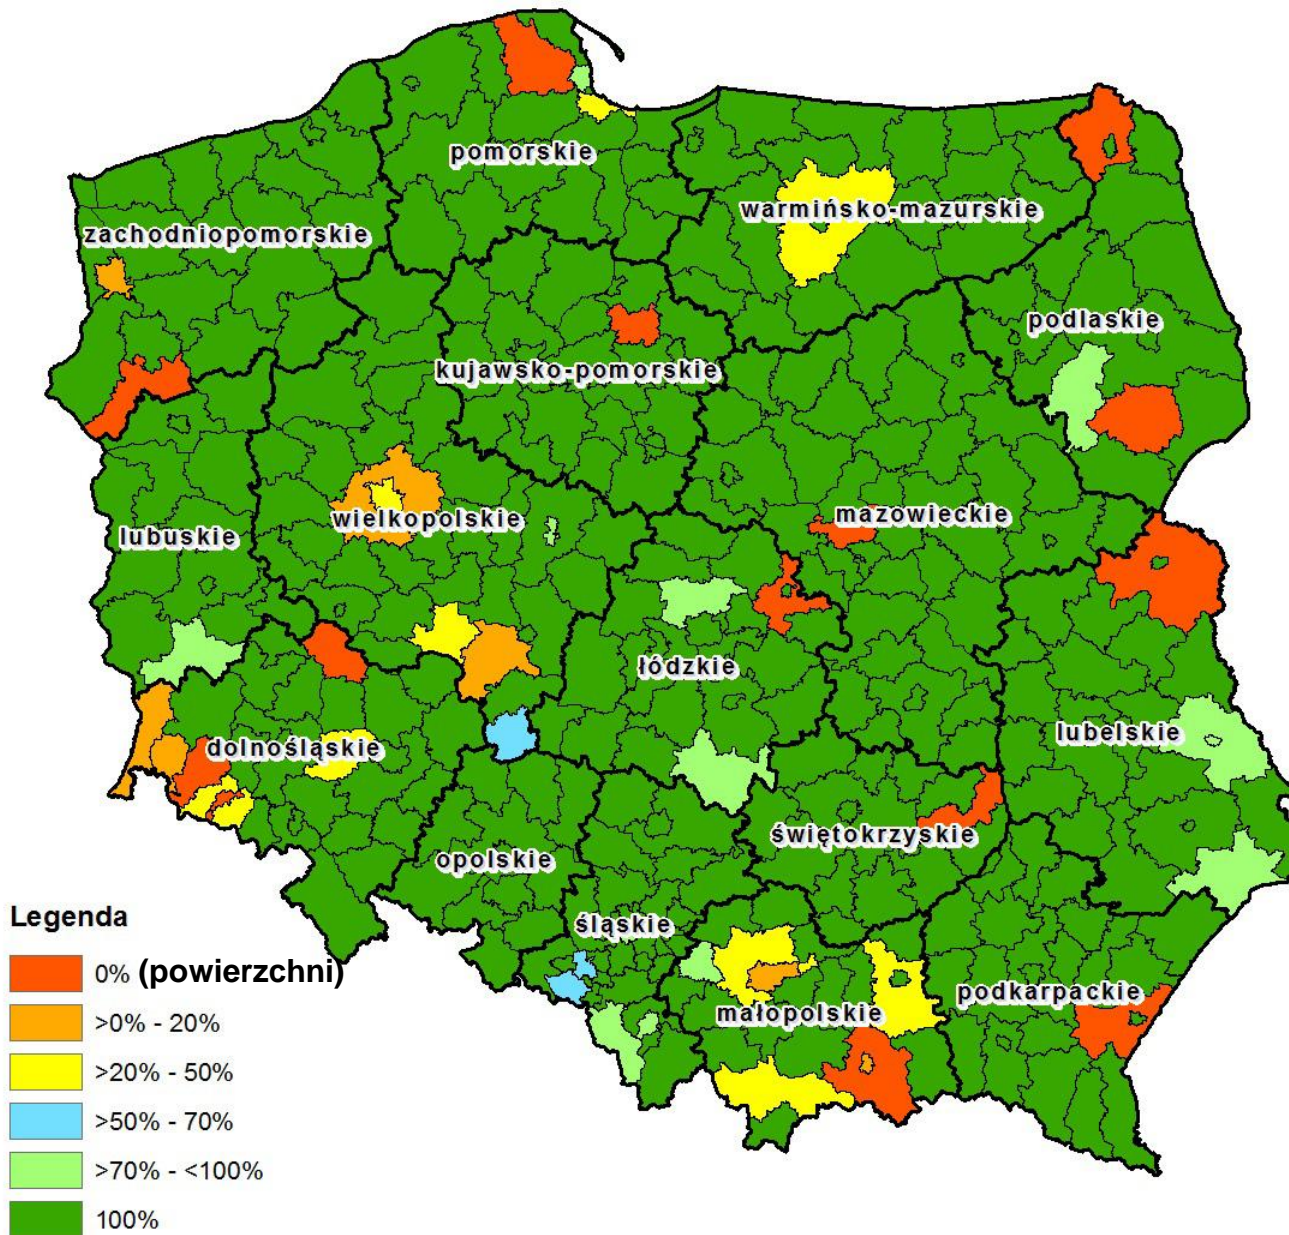 pomorskie
warmińsko-mazurskie
zachodniopomorskie
podlaskie
kujawsko-pomorskie
mazowieckie
wielkopolskie
lubuskie
łódzkie
lubelskie
dolnośląskie
świętokrzyskie
opolskie
śląskie
podkarpackie
małopolskie
Legenda
0% (powierzchni)
>0% - 20%
>20% - 50%
>50% - 70%
>70% - <100%
100%